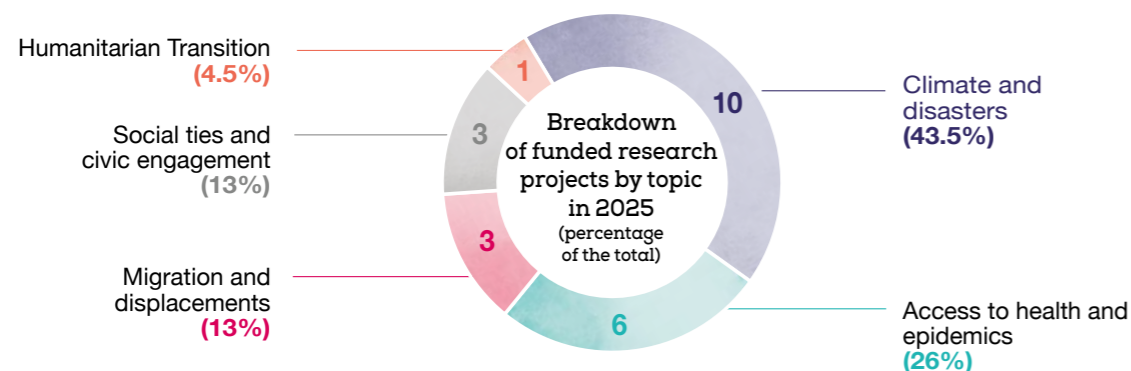 Humanitarian Transition
(4.5%)
Social ties and
civic engagement
(13%)
Migration and
displacements
(13%)
1
3
3
10
6
Breakdown
of funded research
projects by topic
in 2025
(percentage
of the total)
Climate and
disasters
(43.5%)
Access to health and
epidemics
(26%)